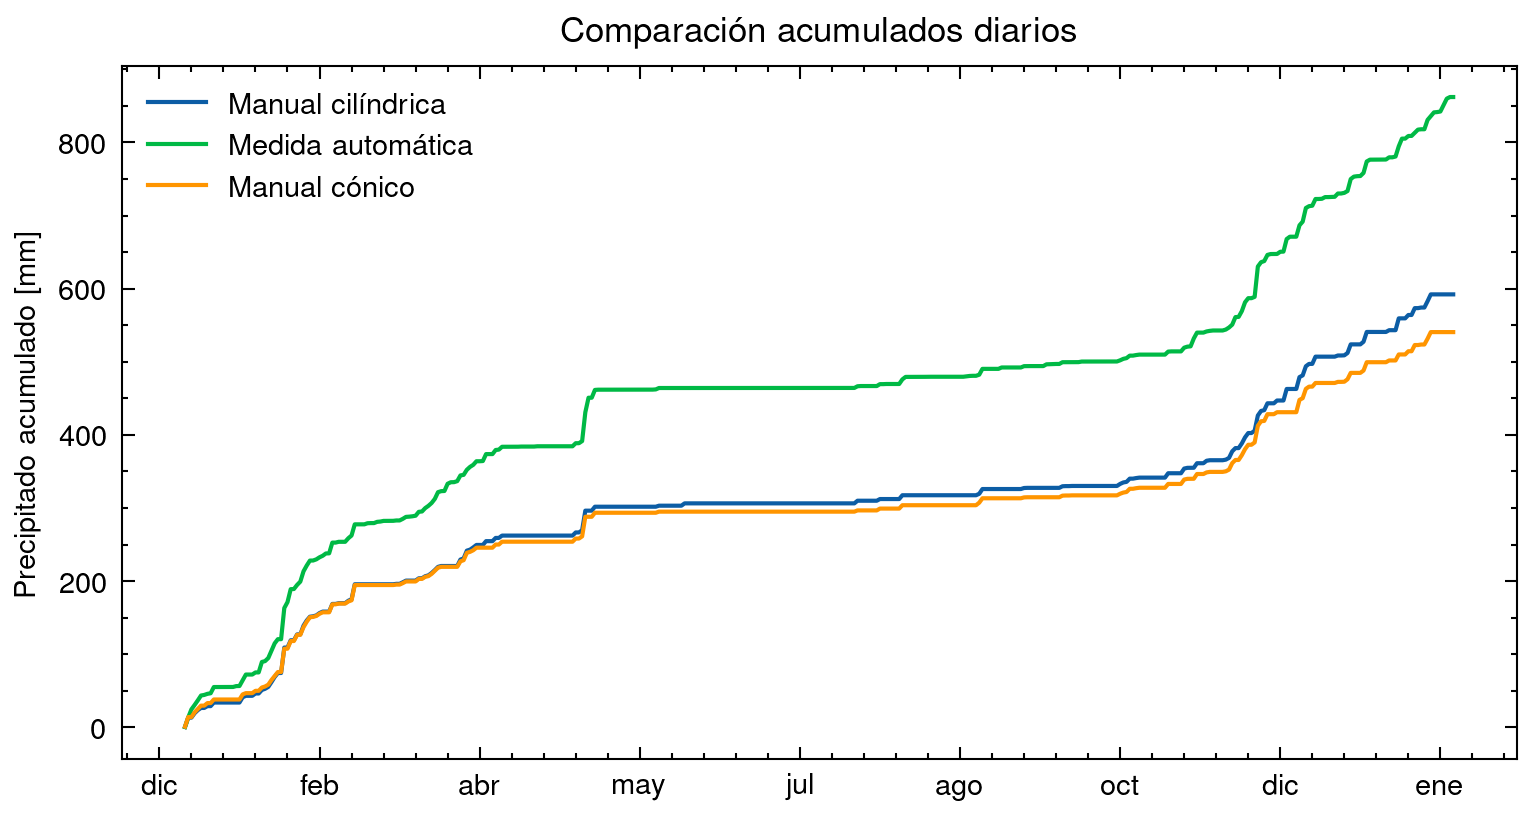 Comparación acumulados diarios
Manual cilíndrica
Medida automática
Manual cónico
Precipitado acumulado [mm]
800
600
400
200
0
dic feb abr may jul ago oct dic ene